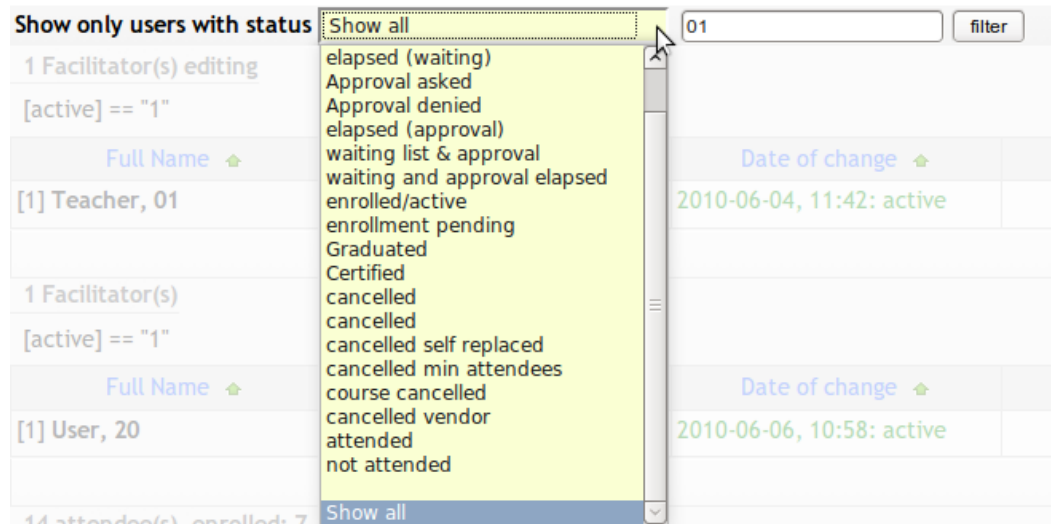 Show only users with status Show all 01 filter
elapsed (waiting)
1 Facilitator(s) editing
Approval asked
Approval denied
[active] == "1"
elapsed (approval)
waiting list & approval
Full Name Date of change
waiting and approval elapsed
[1] Teacher, 01 enrolled/active 2010-06-04, 11:42: active
enrollment pending
Graduated
Certified
1 Facilitator(s) cancelled
cancelled
[active] == "1" cancelled self replaced
cancelled min attendees
Full Name course cancelled Date of change
cancelled vendor
[1] User, 20 attended 2010-06-06, 10:58: active
not attended
Show all
14 attendee(s), enrolled: 7